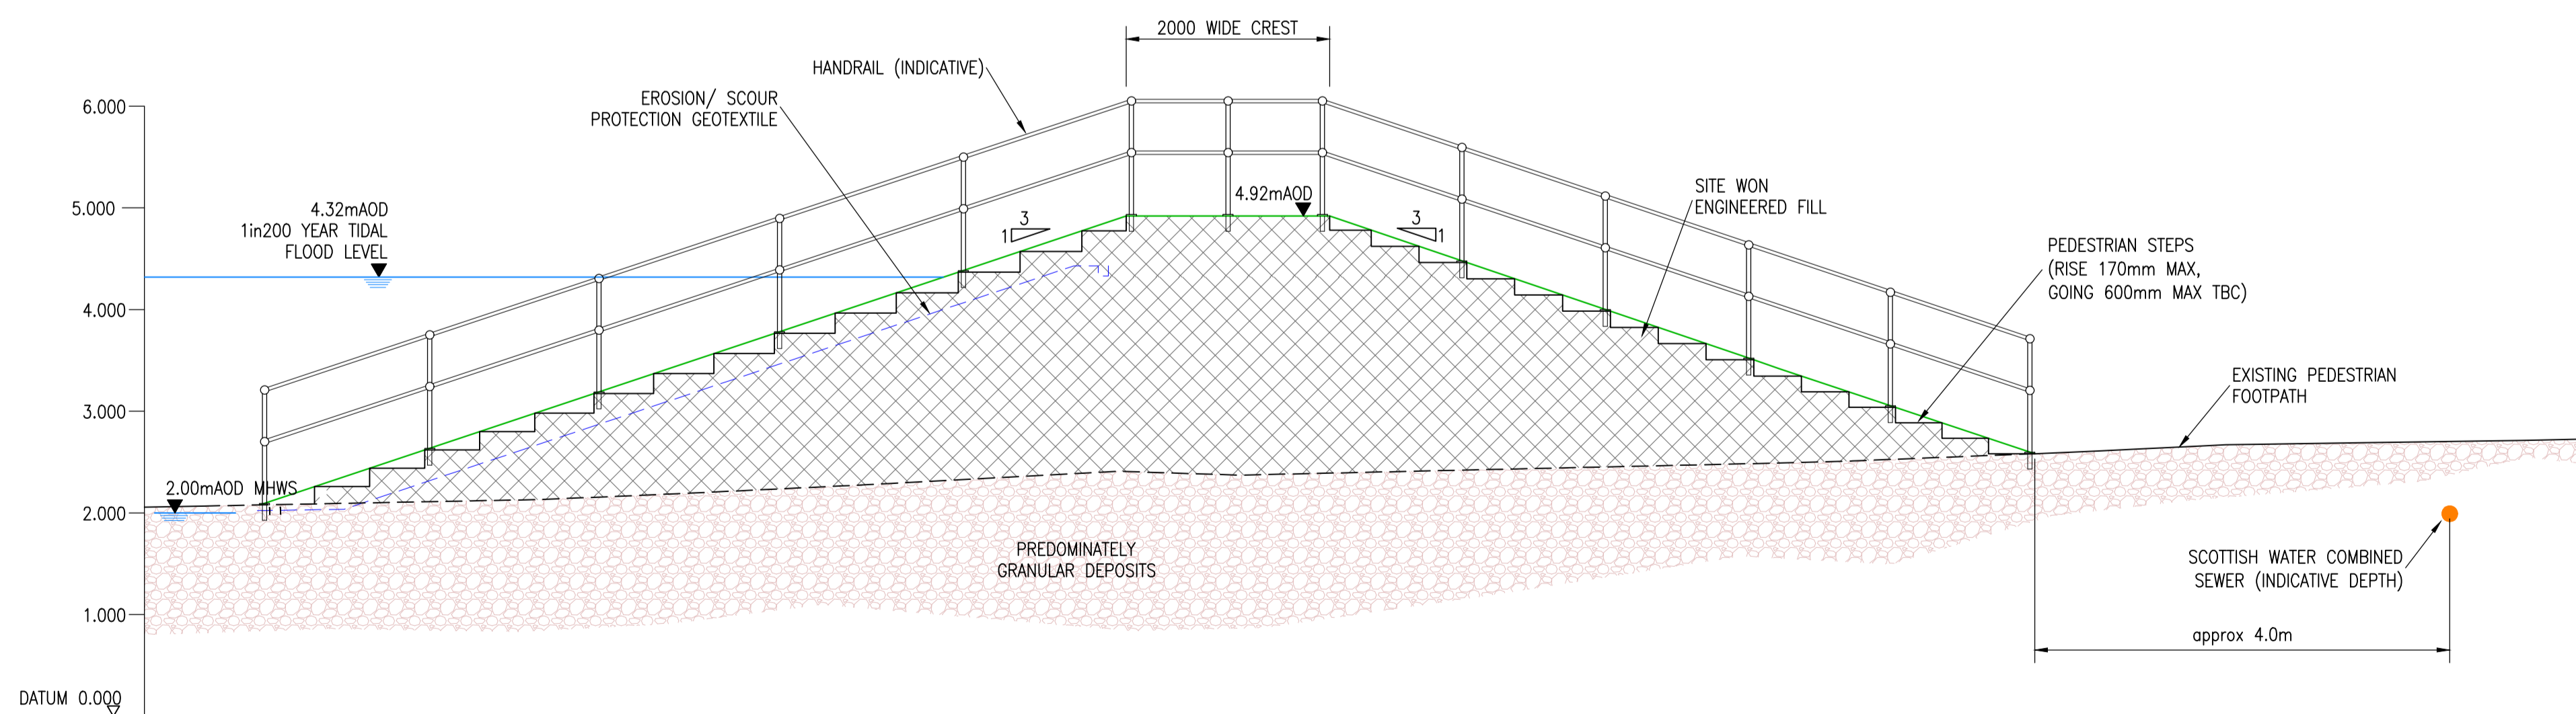 2000 WIDE CREST
HANDRAIL (INDICATIVE)
EROSION/ SCOUR
PROTECTION GEOTEXTILE
6.000
5.000
4.000
3.000
2.000
1.000
DATUM 0.000
4.32mAOD
1in200 YEAR TIDAL
FLOOD LEVEL
2.00mAOD MHWS
3
1
4.92mAOD
3
1
SITE WON
ENGINEERED FILL
PEDESTRIAN STEPS
(RISE 170mm MAX,
GOING 600mm MAX TBC)
EXISTING PEDESTRIAN
FOOTPATH
PREDOMINATELY
GRANULAR DEPOSITS
SCOTTISH WATER COMBINED
SEWER (INDICATIVE DEPTH)
approx 4.0m